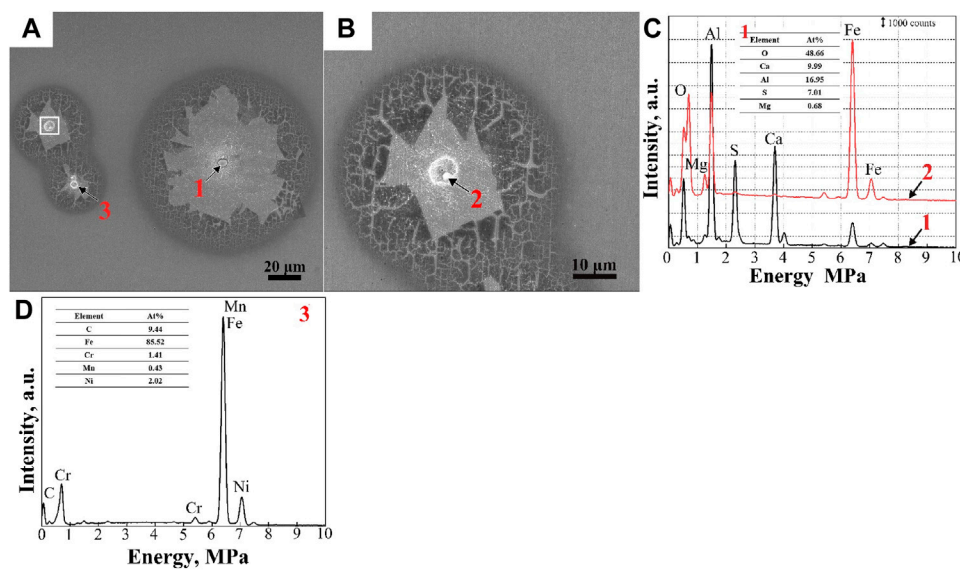 A
1
3
20 μm
B
2
10 μm
C
1
1000 counts
Element At%
O 48.66
Ca 9.99
Al 16.95
S 7.01
Mg 0.68
Al
Fe
O
Mg
S
Ca
Fe
2
1
Intensity, a.u.
0 1 2 3 4 5 6 7 8 9 10
Energy MPa
D
3
Element At%
C 9.44
Fe 85.52
Cr 1.41
Mn 0.43
Ni 2.02
Mn
Fe
C
Cr
Cr
Ni
Intensity, a.u.
0 1 2 3 4 5 6 7 8 9 10
Energy, MPa